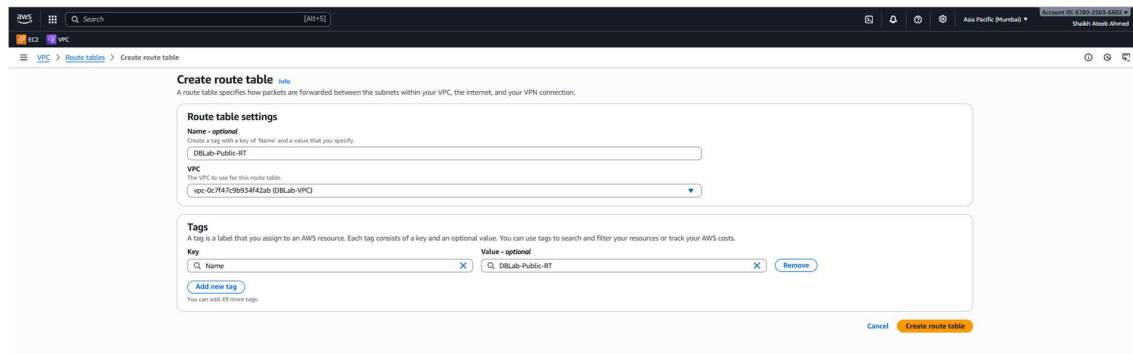 aws Search [Alt+S] Asia Pacific (Mumbai) ▼ Account ID: 6780-2503-6602 ▼
Shaikh Ateeb Ahmed
EC2 VPC
VPC > Route tables > Create route table
Create route table Info
A route table specifies how packets are forwarded between the subnets within your VPC, the internet, and your VPN connection.
Route table settings
Name - optional
Create a tag with a key of 'Name' and a value that you specify.
DBLab-Public-RT
VPC
The VPC to use for this route table.
vpc-0c7f47c9b934f42ab (DBLab-VPC)
Tags
A tag is a label that you assign to an AWS resource. Each tag consists of a key and an optional value. You can use tags to search and filter your resources or track your AWS costs.
Key Value - optional
Name DBLab-Public-RT Remove
Add new tag
You can add 49 more tags.
Cancel Create route table